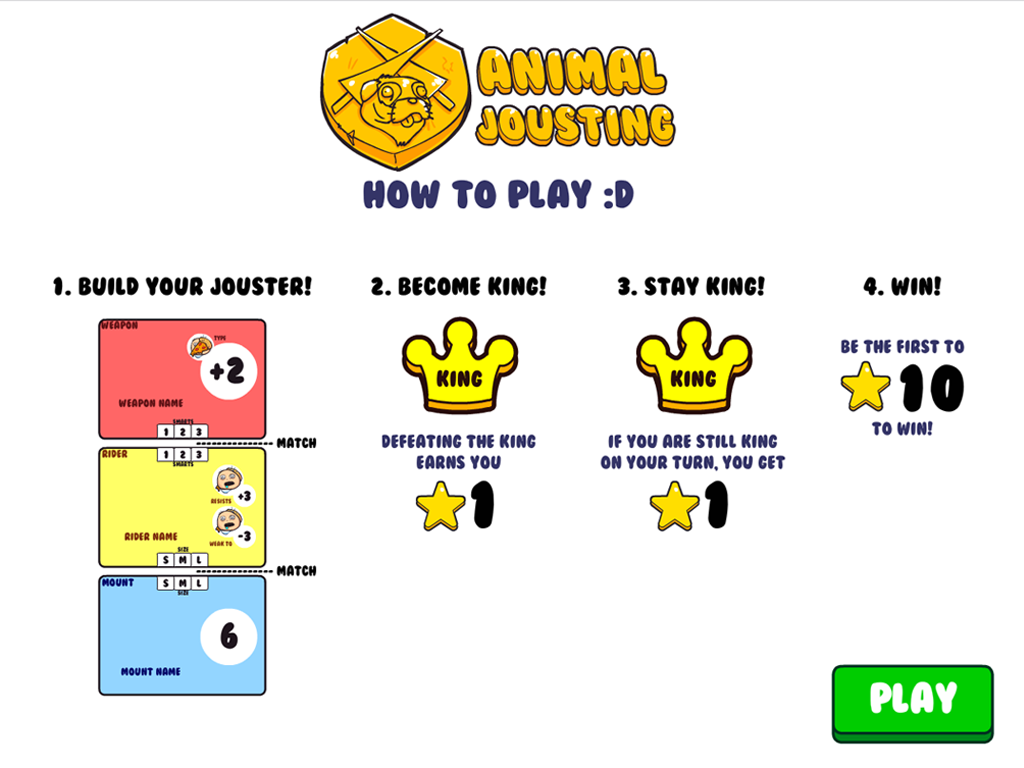 ANIMAL
JOUSTING
HOW TO PLAY :D
1. BUILD YOUR JOUSTER!
WEAPON
TYPE
+2
WEAPON NAME
SMARTS
1 2 3
MATCH
RIDER
1 2 3
SMARTS
RESISTS
+3
RIDER NAME
WEAK TO
-3
SIZE
S M L
MATCH
MOUNT
S M L
SIZE
6
MOUNT NAME
2. BECOME KING!
KING
DEFEATING THE KING
EARNS YOU
1
3. STAY KING!
KING
IF YOU ARE STILL KING
ON YOUR TURN, YOU GET
1
4. WIN!
BE THE FIRST TO
10
TO WIN!
PLAY